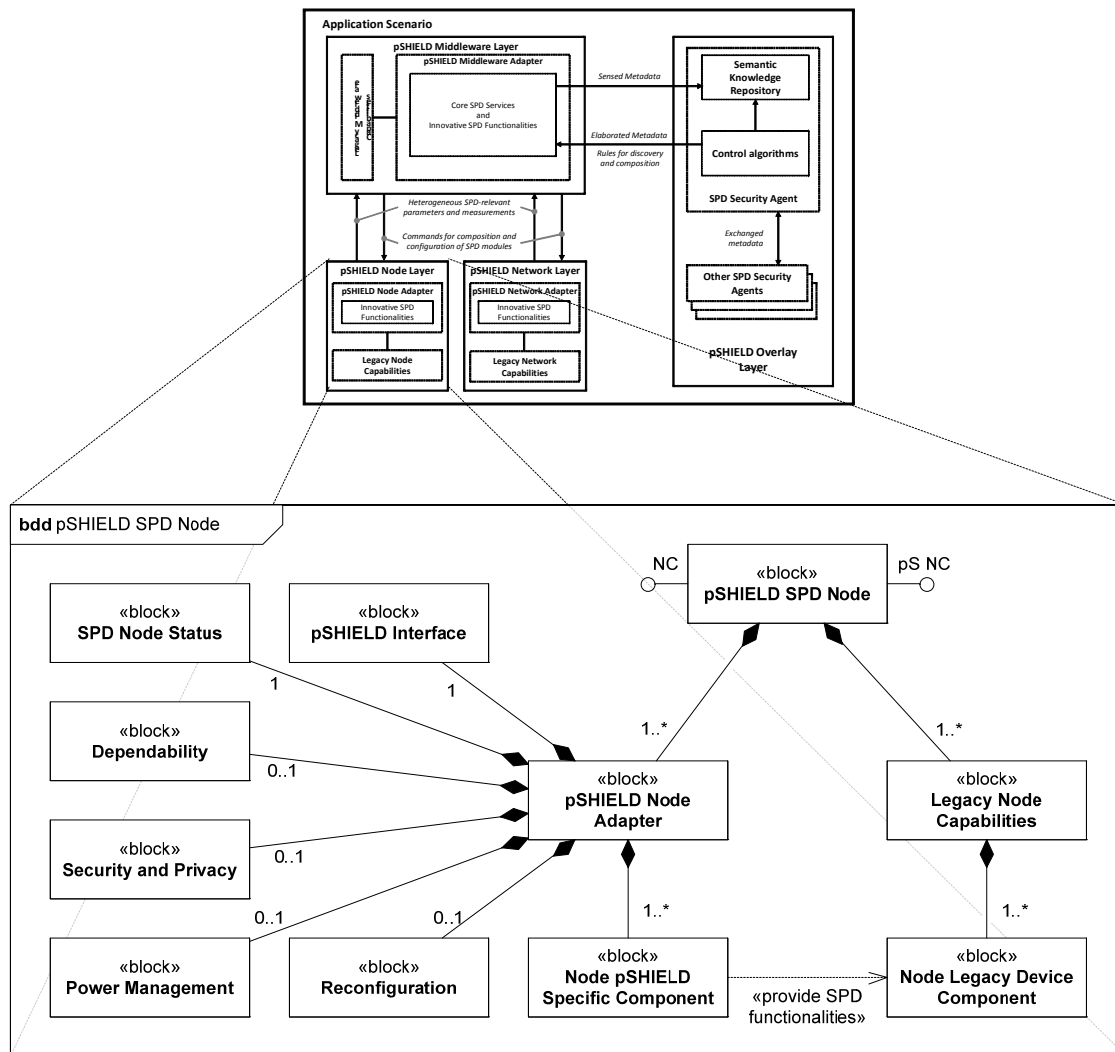 Application Scenario
pSHIELD Middleware Layer
pSHIELD Middleware Adapter
Core SPD Services
and
Innovative SPD Functionalities
Sensed Metadata
Elaborated Metadata
Rules for discovery
and composition
Semantic
Knowledge
Repository
Control algorithms
SPD Security Agent
Exchanged
metadata
Other SPD Security
Agents
pSHIELD Overlay
Layer
Heterogeneous SPD-relevant
parameters and measurements
Commands for composition and
configuration of SPD modules
pSHIELD Node Layer
pSHIELD Node Adapter
Innovative SPD
Functionalities
Legacy Node
Capabilities
pSHIELD Network Layer
pSHIELD Network Adapter
Innovative SPD
Functionalities
Legacy Network
Capabilities
bdd pSHIELD SPD Node
NC
«block»
pSHIELD SPD Node
pS NC
«block»
SPD Node Status
1
«block»
pSHIELD Interface
1
1..*
1..*
«block»
Dependability
0..1
«block»
pSHIELD Node
Adapter
«block»
Legacy Node
Capabilities
«block»
Security and Privacy
0..1
0..1
0..1
1..*
1..*
«block»
Power Management
«block»
Reconfiguration
«block»
Node pSHIELD
Specific Component
«provide SPD
functionalities»
«block»
Node Legacy Device
Component